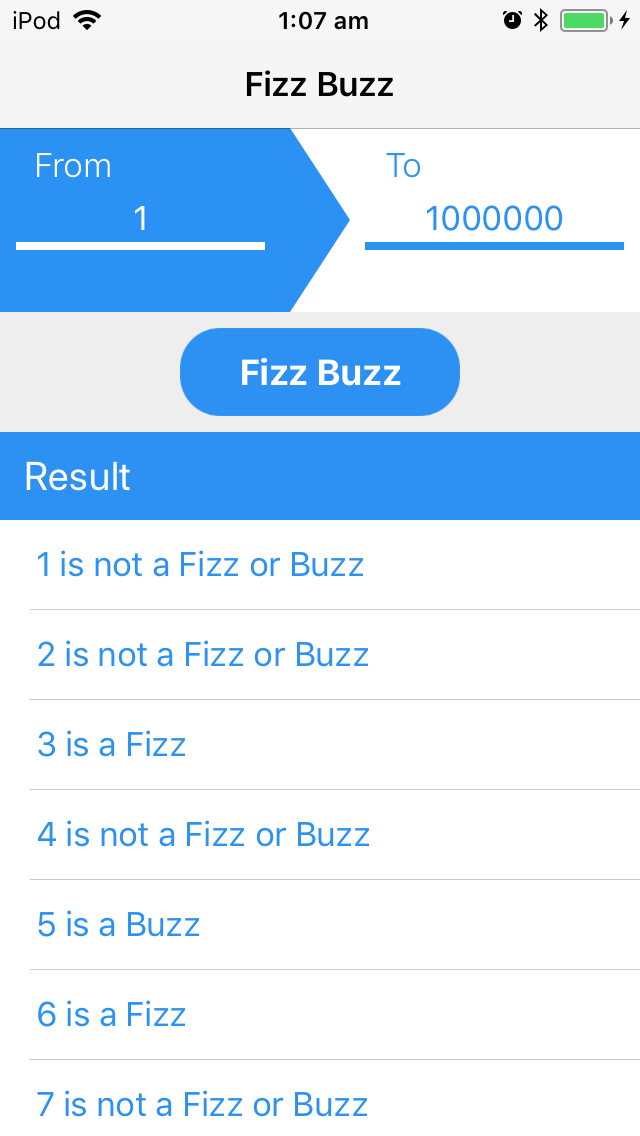 iPod 1:07 am
Fizz Buzz
From
1
To
1000000
Fizz Buzz
Result
1 is not a Fizz or Buzz
2 is not a Fizz or Buzz
3 is a Fizz
4 is not a Fizz or Buzz
5 is a Buzz
6 is a Fizz
7 is not a Fizz or Buzz